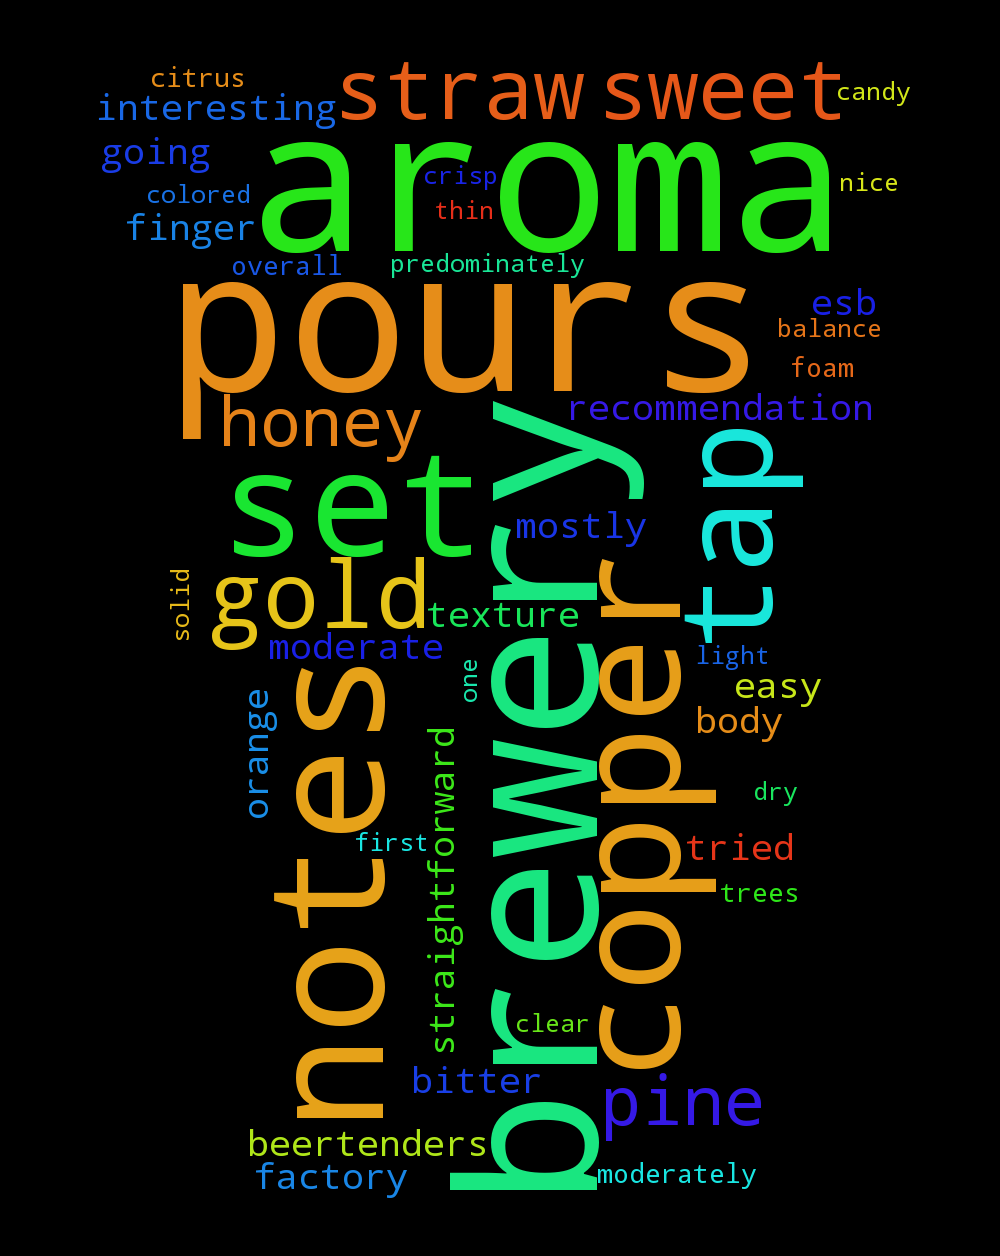 citrus
straw sweet
candy
interesting
going
aroma
crisp
nice
colored
thin
finger
overall
predominately
pours
esb
balance
foam
honey
recommendation
set
brewery
tap
mostly
solid
gold
texture
copper
moderate
one
light
easy
orange
notes
body
straightforward
dry
first
tried
trees
clear
bitter
pine
beertenders
factory
moderately